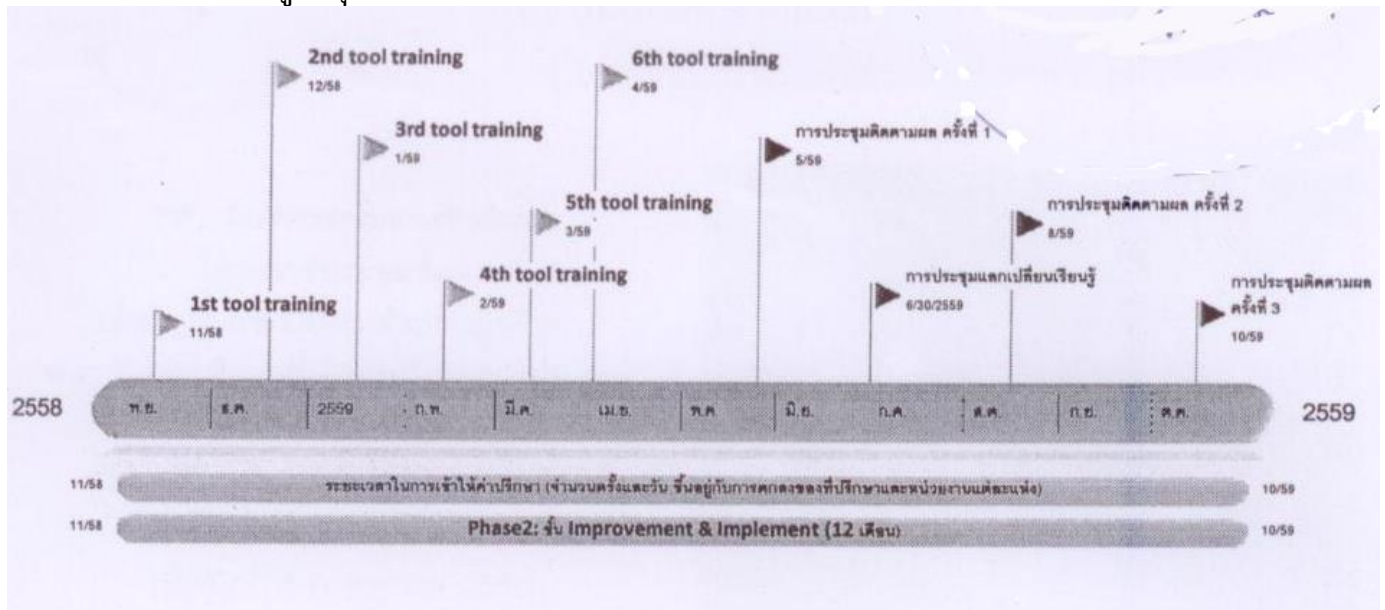 2nd tool training
12/58
6th tool training
4/59
3rd tool training
1/59
การประชุมติดตามผล ครั้งที่ 1
5/59
5th tool training
3/59
การประชุมติดตามผล ครั้งที่ 2
8/59
4th tool training
2/59
การประชุมแลกเปลี่ยนเรียนรู้
6/30/2559
การประชุมติดตามผล
ครั้งที่ 3
10/59
1st tool training
11/58
2558 พ.ย. ธ.ค. 2559 ก.พ. มี.ค. เม.ย. พ.ค. มิ.ย. ก.ค. ส.ค. ก.ย. ต.ค. 2559
11/58 ระยะเวลาในการเข้าให้คำปรึกษา (จำนวนครั้งและวัน ขึ้นอยู่กับการตกลงของที่ปรึกษาและหน่วยงานแต่ละแห่ง) 10/59
11/58 Phase2: ขั้น Improvement & Implement (12 เดือน) 10/59